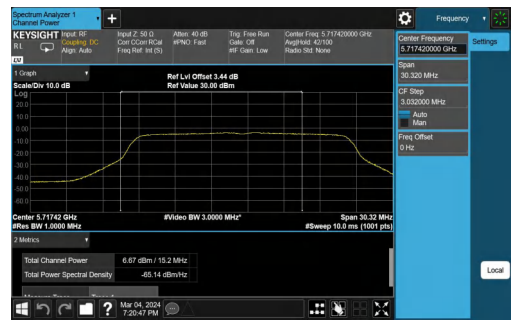 Spectrum Analyzer 1
Channel Power
+
Frequency
KEYSIGHT
RL
LV
Input: RF
Coupling: DC
Align: Auto
Input Z: 50 Ω
Corr CCorr RCal
Freq Ref: Int (S)
Atten: 40 dB
#PNO: Fast
Trig: Free Run
Gate: Off
#IF Gain: Low
Center Freq: 5.717420000 GHz
Avg|Hold: 42/100
Radio Std: None
Center Frequency
5.717420000 GHz
Settings
Span
30.320 MHz
CF Step
3.032000 MHz
Auto
Man
Freq Offset
0 Hz
1 Graph
Scale/Div 10.0 dB
Ref Lvl Offset 3.44 dB
Ref Value 30.00 dBm
Log
20.0
10.0
0.00
-10.0
-20.0
-30.0
-40.0
-50.0
-60.0
Center 5.71742 GHz
#Res BW 1.0000 MHz
#Video BW 3.0000 MHz*
Span 30.32 MHz
#Sweep 10.0 ms (1001 pts)
2 Metrics
Total Channel Power 6.67 dBm / 15.2 MHz
Total Power Spectral Density -65.14 dBm/Hz
Local
?
Mar 04, 2024
7:20:47 PM